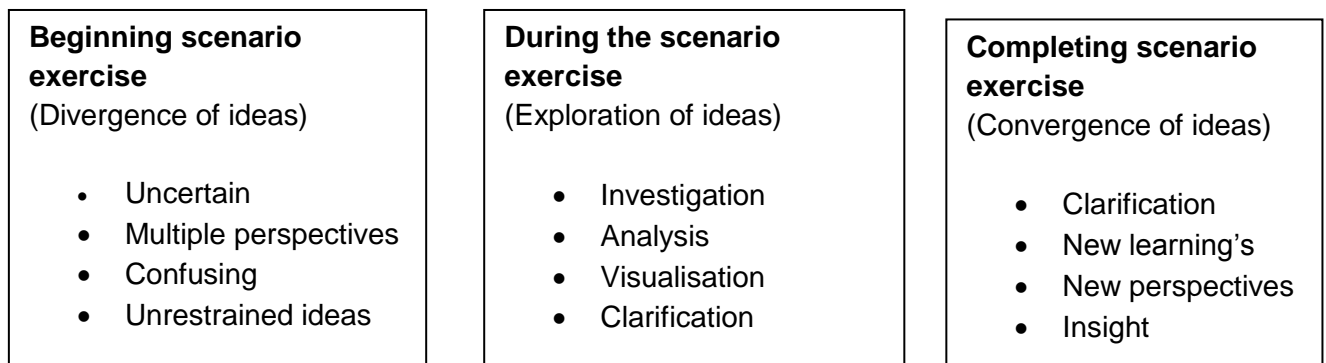 Beginning scenario
exercise
(Divergence of ideas)
• Uncertain
• Multiple perspectives
• Confusing
• Unrestrained ideas
During the scenario
exercise
(Exploration of ideas)
• Investigation
• Analysis
• Visualisation
• Clarification
Completing scenario
exercise
(Convergence of ideas)
• Clarification
• New learning's
• New perspectives
• Insight